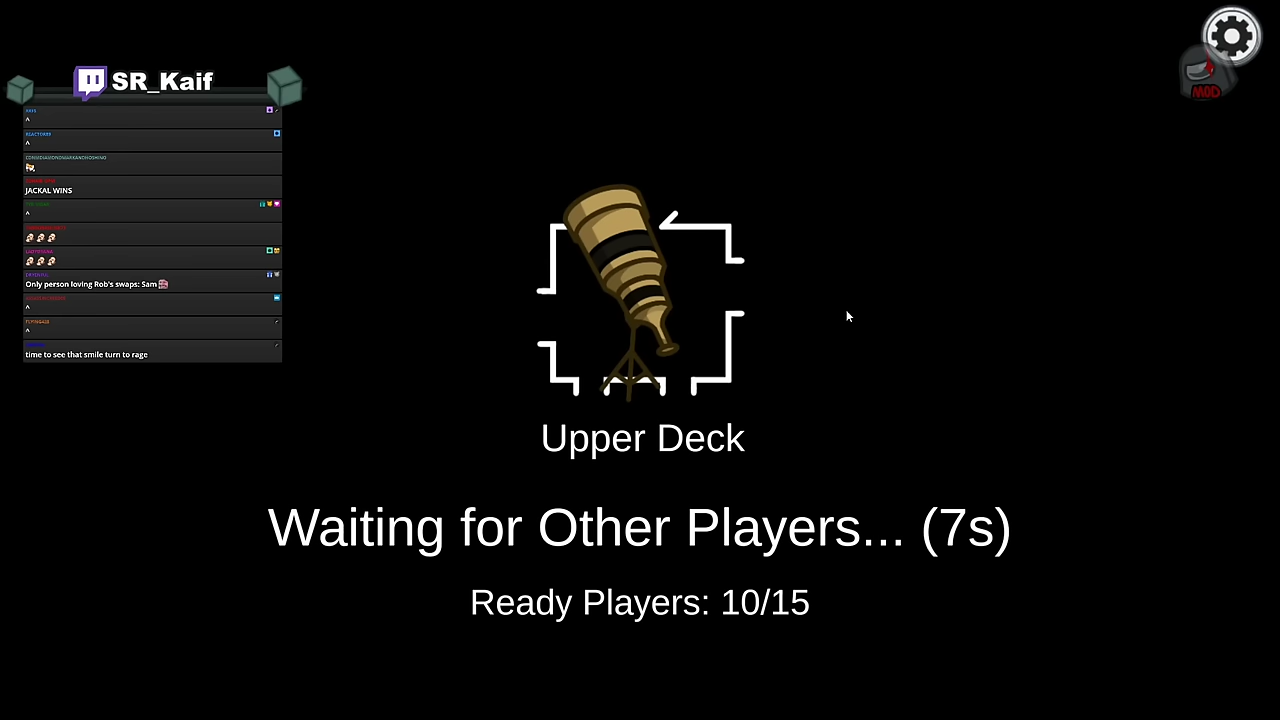 SR_Kaif
MOD
^
^
JACKAL WINS
^
Only person loving Rob's swaps: Sam
^
^
time to see that smile turn to rage
Upper Deck
Waiting for Other Players... (7s)
Ready Players: 10/15